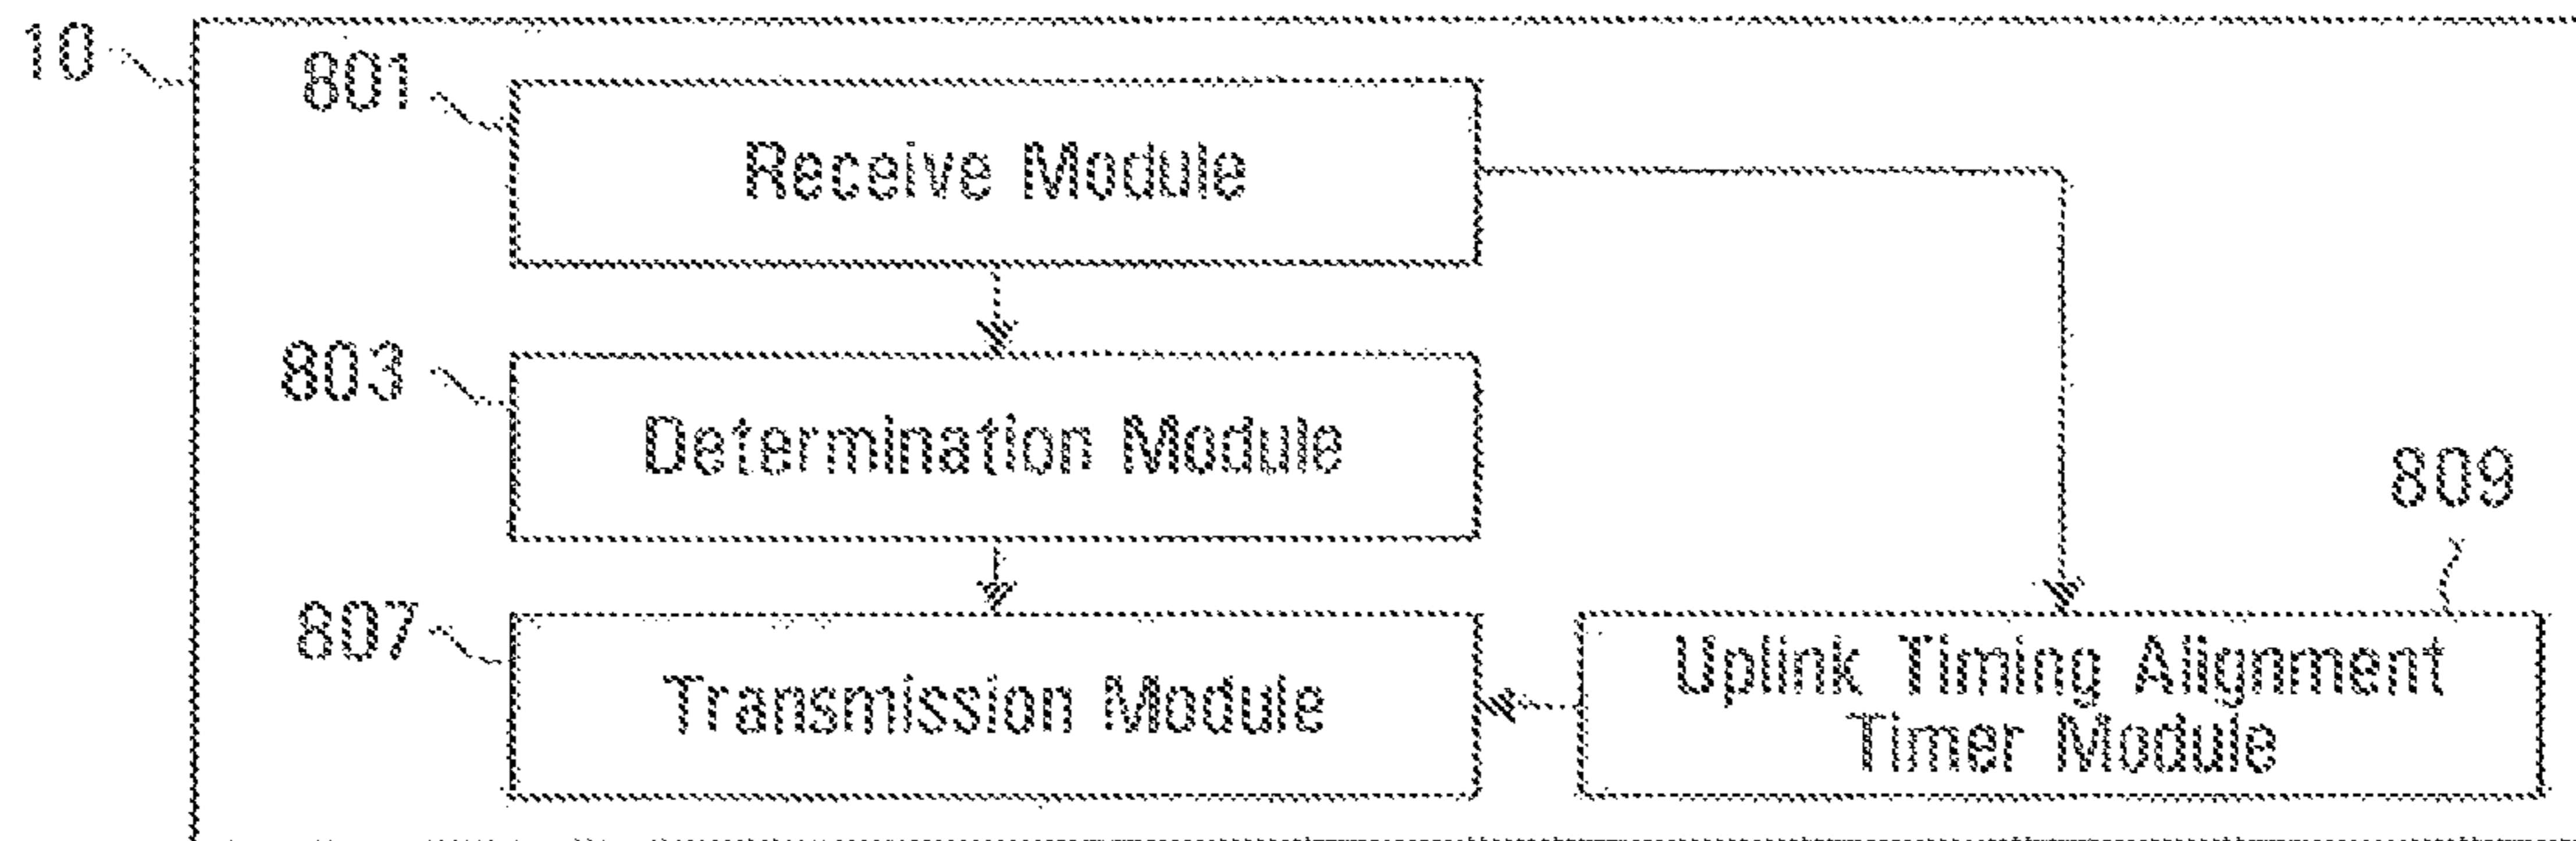 10
801
Receive Module
803
Determination Module
809
807
Transmission Module
Uplink Timing Alignment
Timer Module